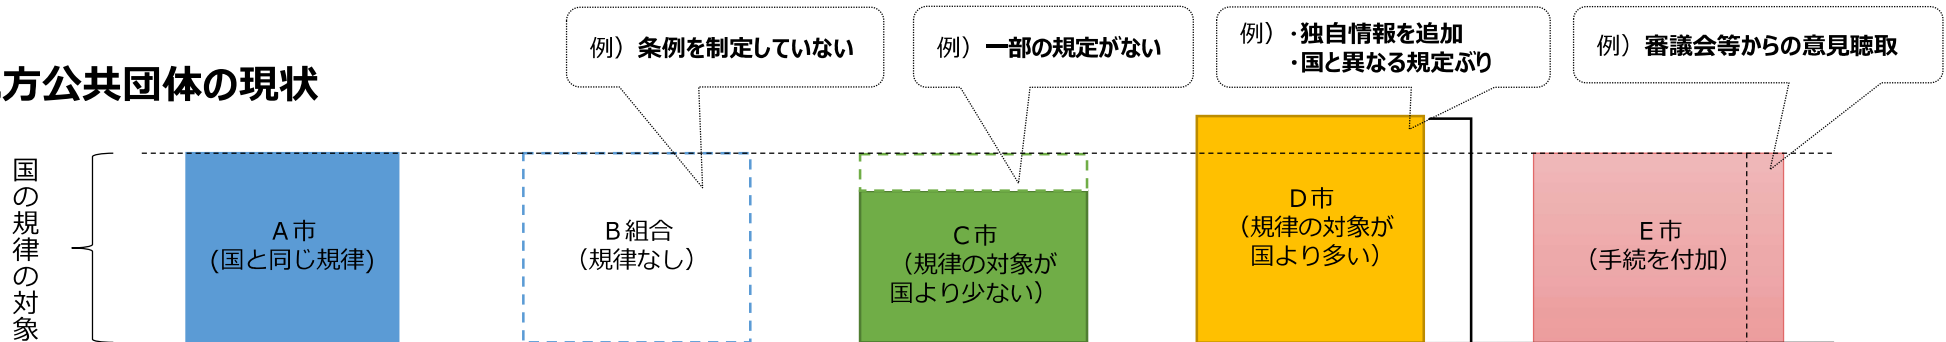 例）条例を制定していない
例）一部の規定がない
例）・独自情報を追加
・国と異なる規定ぶり
例）審議会等からの意見聴取
方公共団体の現状
国の規律の対象
A市
(国と同じ規律)
B組合
（規律なし）
C市
（規律の対象が
国より少ない）
D市
（規律の対象が
国より多い）
E市
（手続を付加）